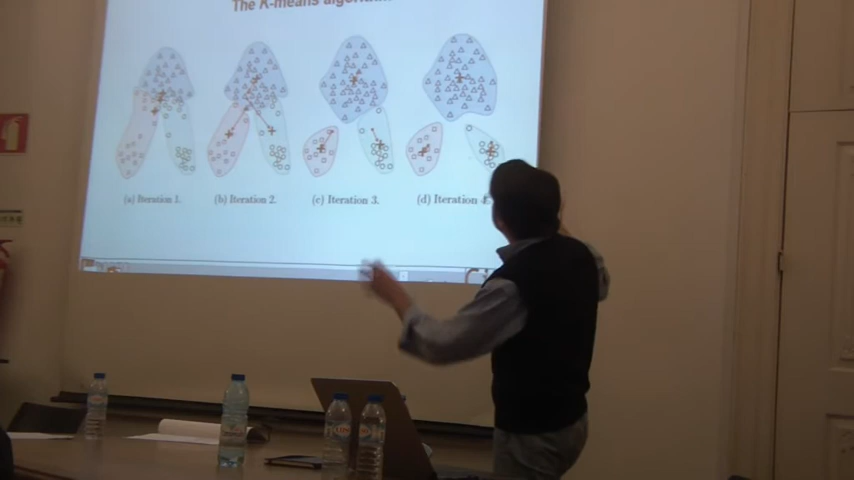 The K-means algorithm
(a) Iteration 1.
(b) Iteration 2.
(c) Iteration 3.
(d) Iteration 4.